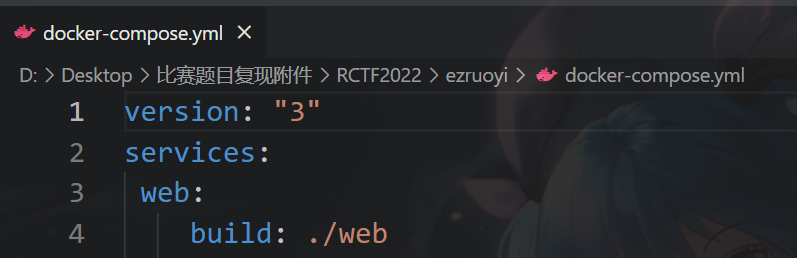 docker-compose.yml ×
D: > Desktop > 比赛题目复现附件 > RCTF2022 > ezruoyi > docker-compose.yml
1 version: "3"
2 services:
3 web:
4 build: ./web